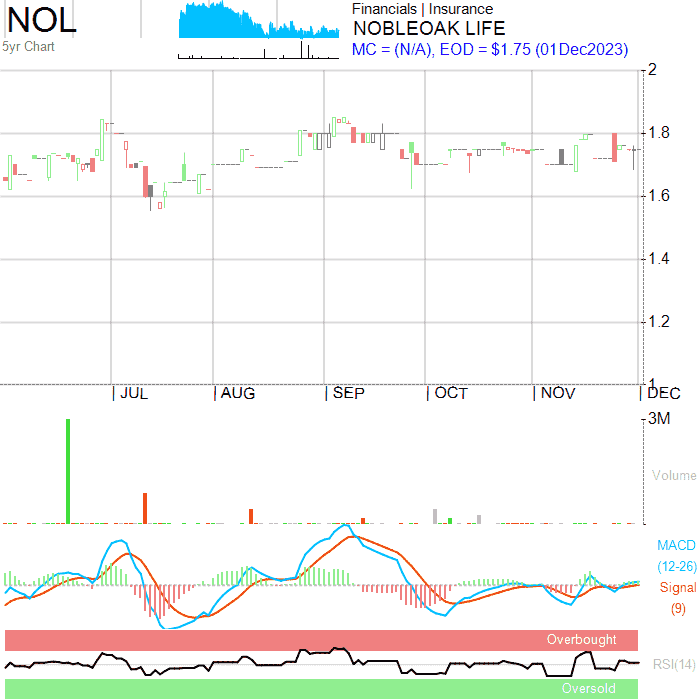 NOL
5yr Chart
Financials | Insurance
NOBLEOAK LIFE
MC = (N/A), EOD = $1.75 (01Dec2023)
2
1.8
1.6
1.4
1.2
1
| JUL | AUG | SEP | OCT | NOV | DEC
3M
Volume
MACD
(12-26)
Signal
(9)
Overbought
RSI(14)
Oversold